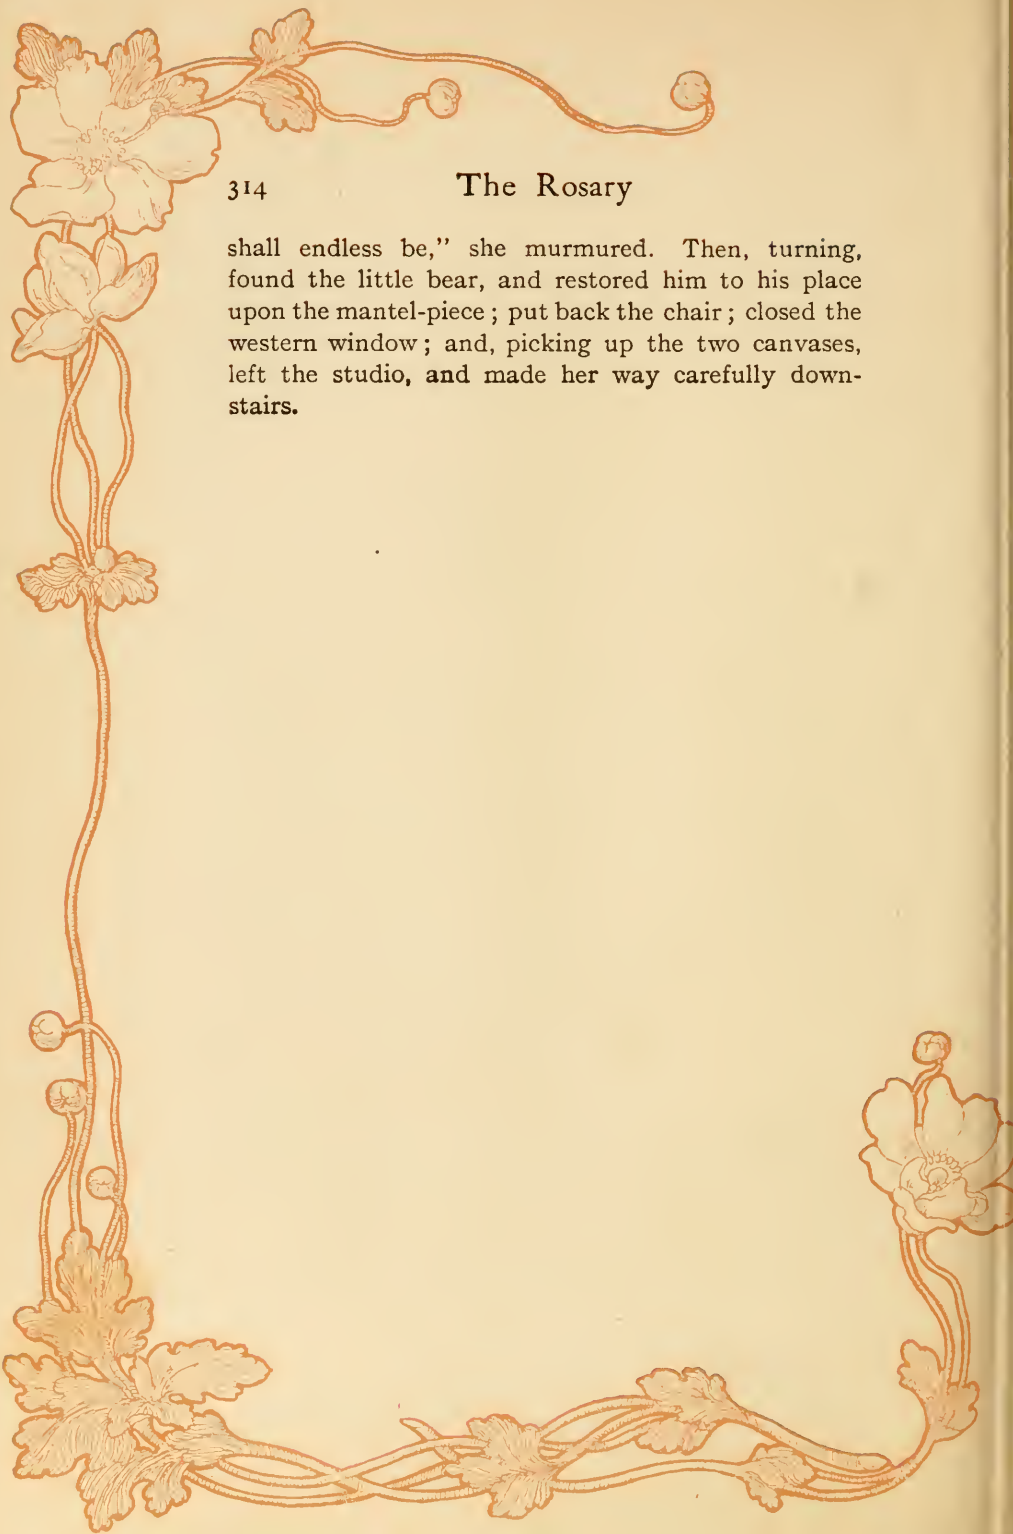 314 The Rosary
shall endless be,” she murmured. Then, turning,
found the little bear, and restored him to his place
upon the mantel-piece ; put back the chair ; closed the
western window ; and, picking up the two canvases,
left the studio, and made her way carefully down-
stairs.